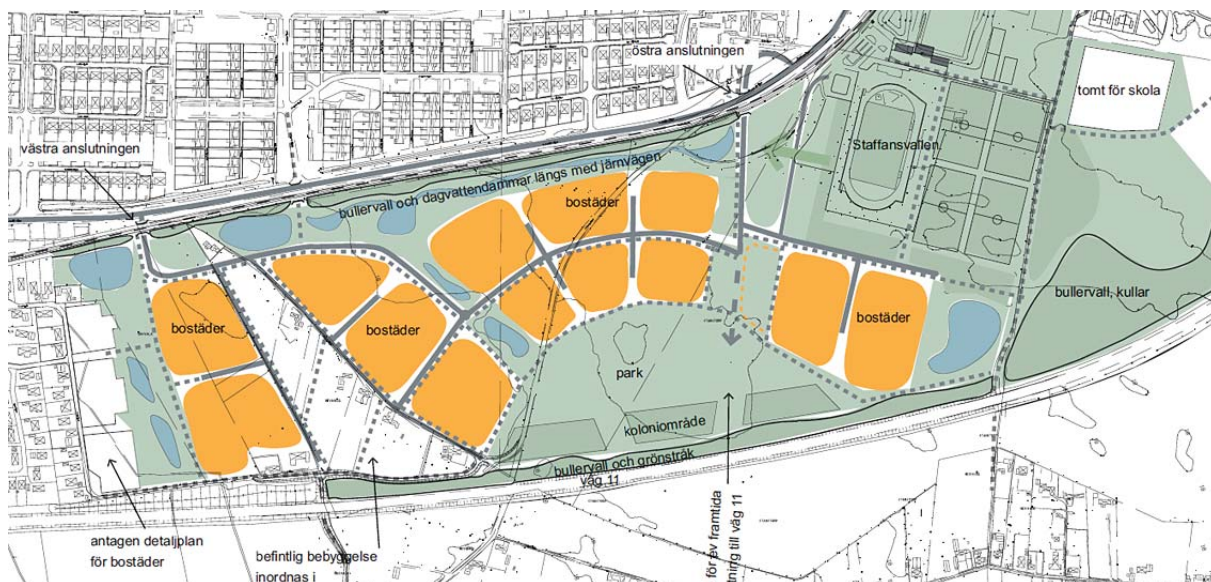 östra anslutningen
tomt för skola
västra anslutningen
Staffansvallen
bullervall och dagvattendammar längs med järnvägen
bostäder
bostäder
bostäder
bostäder
bullervall, kullar
park
koloniområde
bullervall och grönstråk
väg 11
antagen detaljplan
för bostäder
befintlig bebyggelse
inordnas i
för ev framtida
tning till väg 11